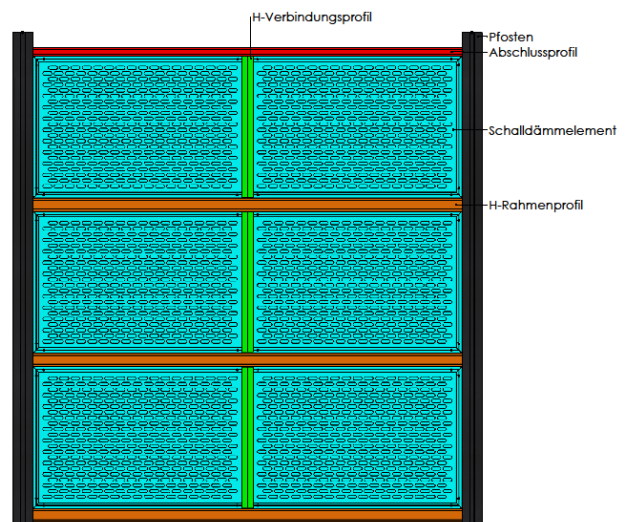 H-Verbindungsprofil
Pfosten
Abschlussprofil
Schalldämmelement
H-Rahmenprofil